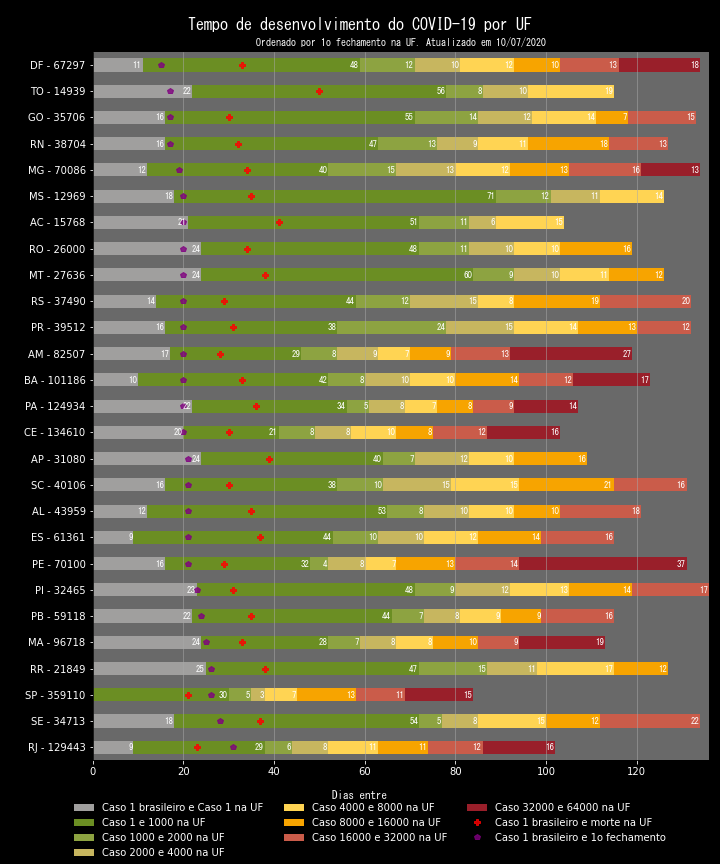 Tempo de desenvolvimento do COVID-19 por UF
Ordenado por 1o fechamento na UF. Atualizado em 10/07/2020
DF - 67297 11 48 12 10 12 10 13 18
TO - 14939 22 56 8 10 19
GO - 35706 16 55 14 12 14 7 15
RN - 38704 16 47 13 9 11 18 13
MG - 70086 12 40 15 13 12 13 16 13
MS - 12969 18 71 12 11 14
AC - 15768 21 51 11 6 15
RO - 26000 24 48 11 10 10 16
MT - 27636 24 60 9 10 11 12
RS - 37490 14 44 12 15 8 19 20
PR - 39512 16 38 24 15 14 13 12
AM - 82507 17 29 8 9 7 9 13 27
BA - 101186 10 42 8 10 10 14 12 17
PA - 124934 22 34 5 8 7 8 9 14
CE - 134610 20 21 8 8 10 8 12 16
AP - 31080 24 40 7 12 10 16
SC - 40106 16 38 10 15 15 21 16
AL - 43959 12 53 8 10 10 10 18
ES - 61361 9 44 10 10 12 14 16
PE - 70100 16 32 4 8 7 13 14 37
PI - 32465 23 48 9 12 13 14 17
PB - 59118 22 44 7 8 9 9 16
MA - 96718 24 28 7 8 8 10 9 19
RR - 21849 25 47 15 11 17 12
SP - 359110 30 5 3 7 13 11 15
SE - 34713 18 54 5 8 15 12 22
RJ - 129443 9 29 6 8 11 11 12 16
0 20 40 60 80 100 120
Dias entre
Caso 1 brasileiro e Caso 1 na UF
Caso 1 e 1000 na UF
Caso 1000 e 2000 na UF
Caso 2000 e 4000 na UF
Caso 4000 e 8000 na UF
Caso 8000 e 16000 na UF
Caso 16000 e 32000 na UF
Caso 32000 e 64000 na UF
Caso 1 brasileiro e morte na UF
Caso 1 brasileiro e 1o fechamento